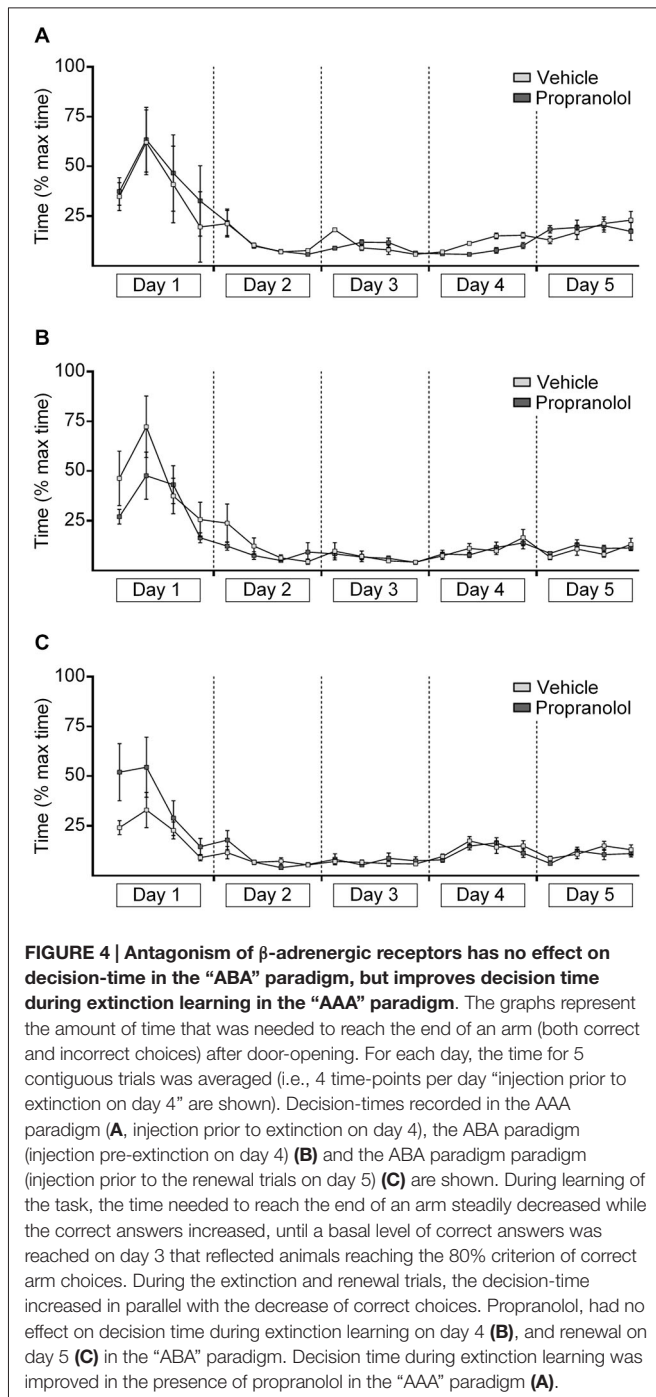 A
100
75
50
25
Time (% max time)
Vehicle
Propranolol
Day 1
Day 2
Day 3
Day 4
Day 5
B
100
75
50
25
Time (% max time)
Vehicle
Propranolol
Day 1
Day 2
Day 3
Day 4
Day 5
C
100
75
50
25
Time (% max time)
Vehicle
Propranolol
Day 1
Day 2
Day 3
Day 4
Day 5
FIGURE 4 | Antagonism of β-adrenergic receptors has no effect on
decision-time in the “ABA” paradigm, but improves decision time
during extinction learning in the “AAA” paradigm. The graphs represent
the amount of time that was needed to reach the end of an arm (both correct
and incorrect choices) after door-opening. For each day, the time for 5
contiguous trials was averaged (i.e., 4 time-points per day “injection prior to
extinction on day 4” are shown). Decision-times recorded in the AAA
paradigm (A, injection prior to extinction on day 4), the ABA paradigm
(injection pre-extinction on day 4) (B) and the ABA paradigm paradigm
(injection prior to the renewal trials on day 5) (C) are shown. During learning of
the task, the time needed to reach the end of an arm steadily decreased while
the correct answers increased, until a basal level of correct answers was
reached on day 3 that reflected animals reaching the 80% criterion of correct
arm choices. During the extinction and renewal trials, the decision-time
increased in parallel with the decrease of correct choices. Propranolol, had no
effect on decision time during extinction learning on day 4 (B), and renewal on
day 5 (C) in the “ABA” paradigm. Decision time during extinction learning was
improved in the presence of propranolol in the “AAA” paradigm (A).